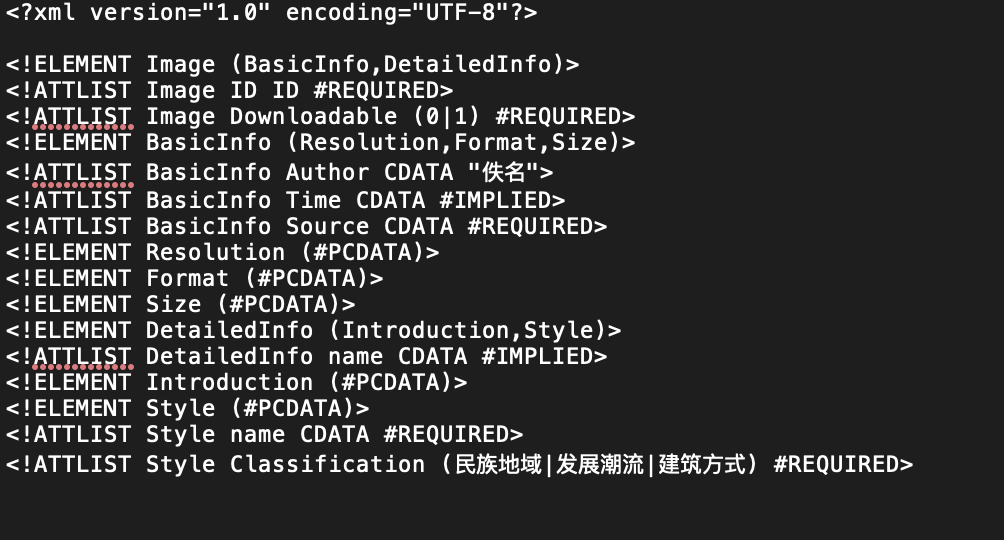 <?xml version="1.0" encoding="UTF-8"?>
<!ELEMENT Image (BasicInfo,DetailedInfo)>
<!ATTLIST Image ID ID #REQUIRED>
<!ATTLIST Image Downloadable (0|1) #REQUIRED>
<!ELEMENT BasicInfo (Resolution,Format,Size)>
<!ATTLIST BasicInfo Author CDATA "佚名">
<!ATTLIST BasicInfo Time CDATA #IMPLIED>
<!ATTLIST BasicInfo Source CDATA #REQUIRED>
<!ELEMENT Resolution (#PCDATA)>
<!ELEMENT Format (#PCDATA)>
<!ELEMENT Size (#PCDATA)>
<!ELEMENT DetailedInfo (Introduction,Style)>
<!ATTLIST DetailedInfo name CDATA #IMPLIED>
<!ELEMENT Introduction (#PCDATA)>
<!ELEMENT Style (#PCDATA)>
<!ATTLIST Style name CDATA #REQUIRED>
<!ATTLIST Style Classification (民族地域|发展潮流|建筑方式) #REQUIRED>